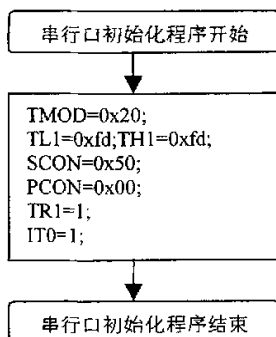 串行口初始化程序开始
TMOD=0x20;
TL1=0xfd;TH1=0xfd;
SCON=0x50;
PCON=0x00;
TR1=1;
IT0=1;
串行口初始化程序结束